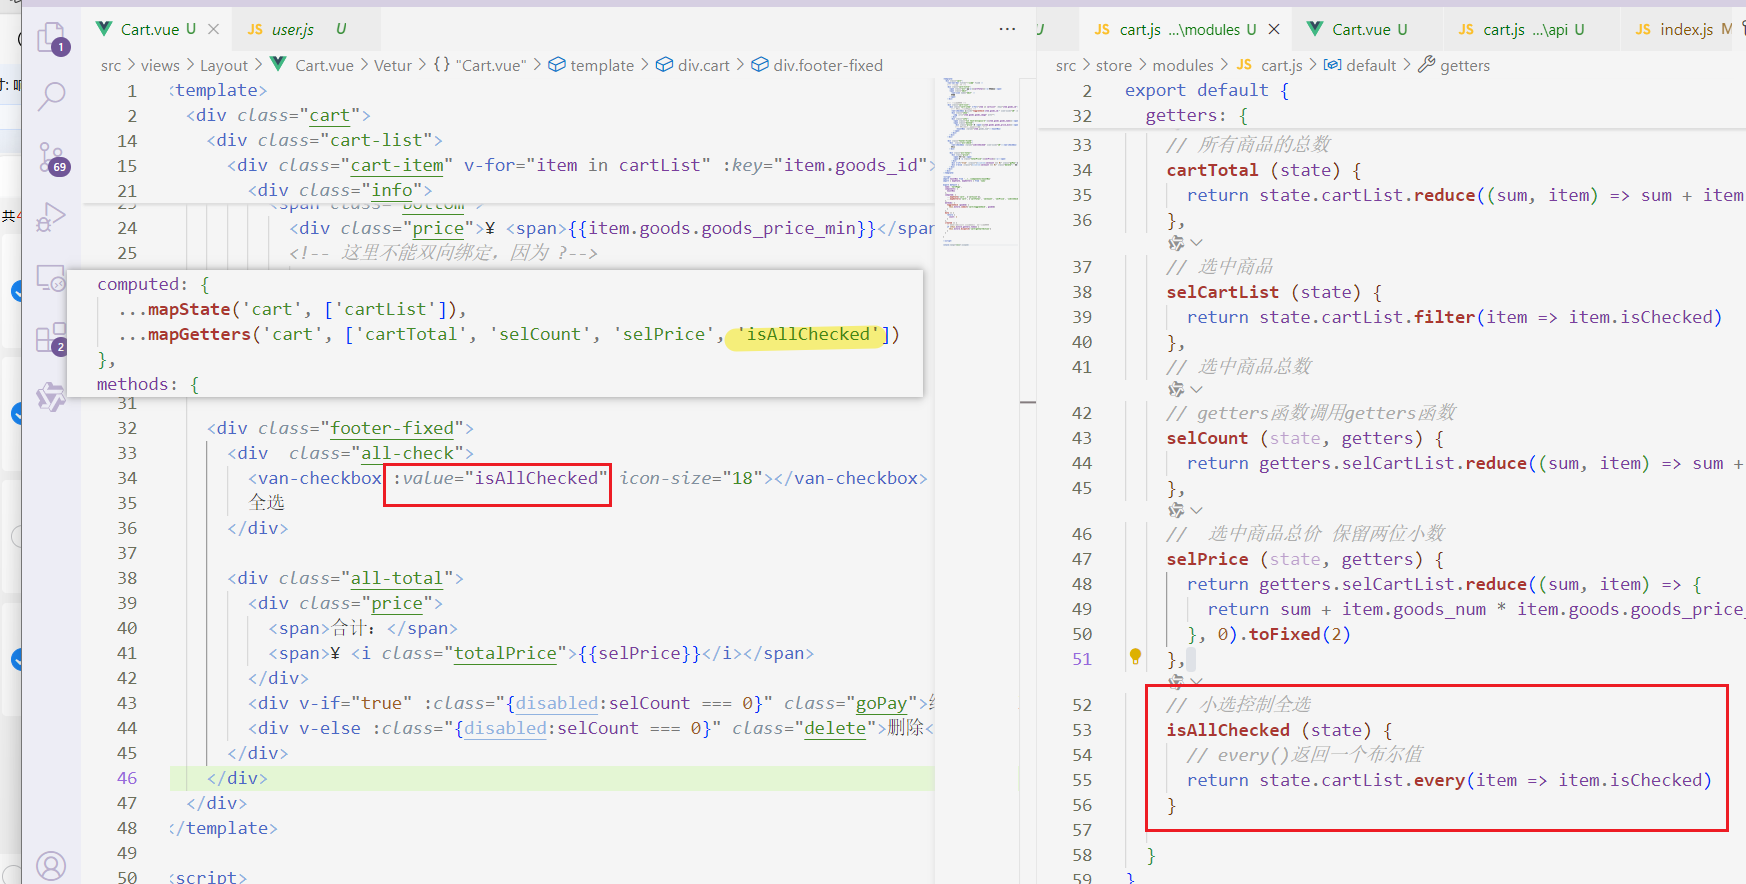 Cart.vue U
JS user.js U
U JS cart.js ...\modules U
Cart.vue U
JS cart.js ...\api U
JS index.js M
src > views > Layout > Cart.vue > Vetur > {} "Cart.vue" > template > div.cart > div.footer-fixed
src > store > modules > JS cart.js > default > getters
1
69
2
共4
1 <template>
2 <div class="cart">
14 <div class="cart-list">
15 <div class="cart-item" v-for="item in cartList" :key="item.goods_id">
21 <div class="info">
23 <span class="bottom"
24 <div class="price">¥ <span>{{item.goods.goods_price_min}}</span
25 <!-- 这里不能双向绑定，因为 ?-->
computed: {
...mapState('cart', ['cartList']),
...mapGetters('cart', ['cartTotal', 'selCount', 'selPrice', 'isAllChecked'])
},
methods: {
31
32 <div class="footer-fixed">
33 <div  class="all-check">
34 <van-checkbox :value="isAllChecked" icon-size="18"></van-checkbox>
35 全选
36 </div>
37
38 <div class="all-total">
39 <div class="price">
40 <span>合计：</span>
41 <span>¥ <i class="totalPrice">{{selPrice}}</i></span>
42 </div>
43 <div v-if="true" :class="{disabled:selCount === 0}" class="goPay">
44 <div v-else :class="{disabled:selCount === 0}" class="delete">删除<
45 </div>
46 </div>
47 </div>
48 </template>
49
50 <script>
2 export default {
32 getters: {
33 // 所有商品的总数
34 cartTotal (state) {
35 return state.cartList.reduce((sum, item) => sum + item
36 },
37 // 选中商品
38 selCartList (state) {
39 return state.cartList.filter(item => item.isChecked)
40 },
41 // 选中商品总数
42 // getters函数调用getters函数
43 selCount (state, getters) {
44 return getters.selCartList.reduce((sum, item) => sum +
45 },
46 //  选中商品总价 保留两位小数
47 selPrice (state, getters) {
48 return getters.selCartList.reduce((sum, item) => {
49 return sum + item.goods_num * item.goods.goods_price_
50 }, 0).toFixed(2)
51 },
52 // 小选控制全选
53 isAllChecked (state) {
54 // every()返回一个布尔值
55 return state.cartList.every(item => item.isChecked)
56 }
57
58 }
59 }